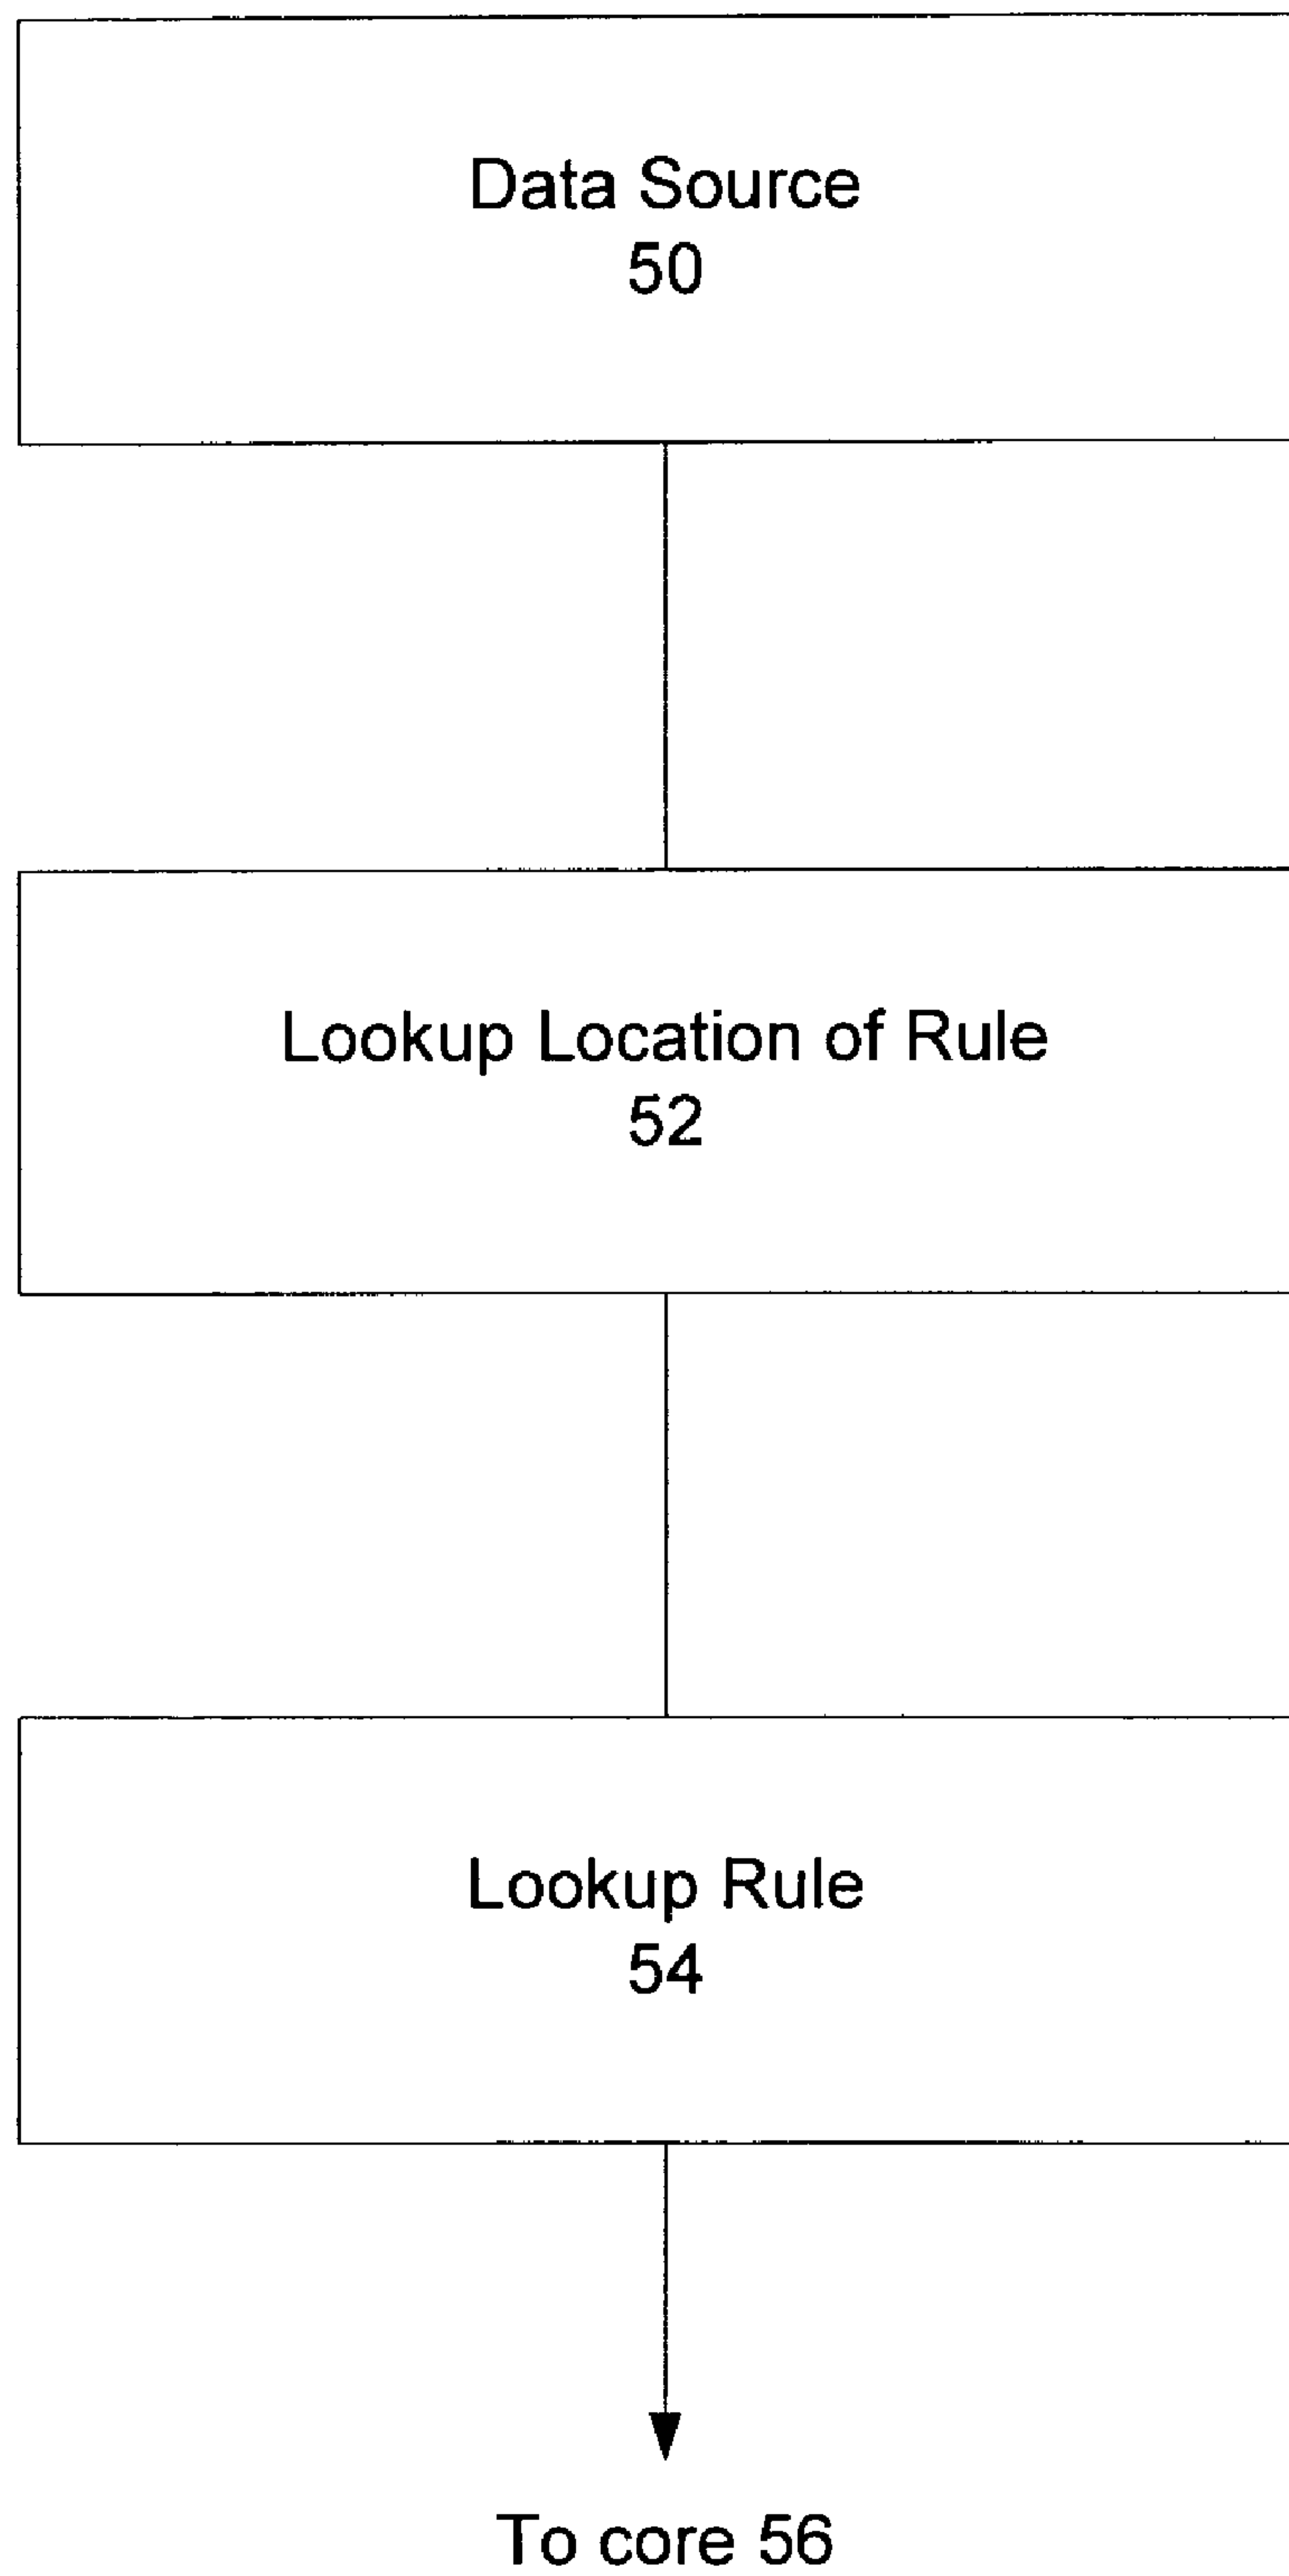 Data Source
50
Lookup Location of Rule
52
Lookup Rule
54
To core 56